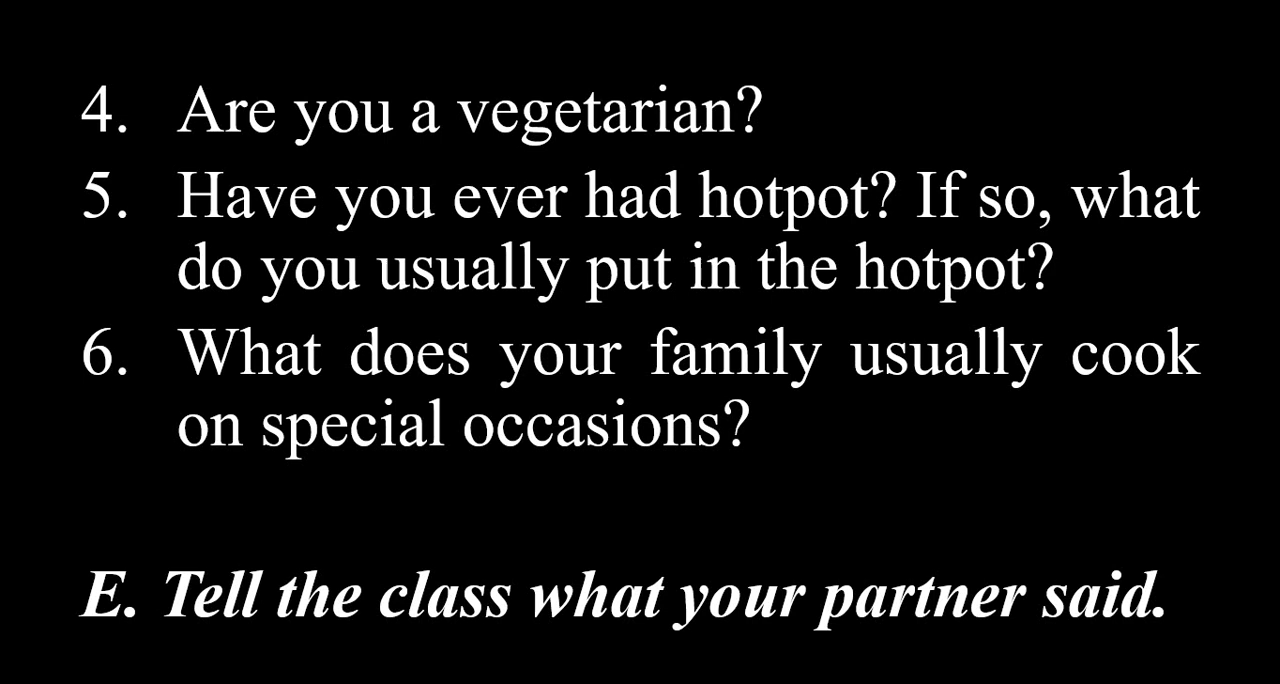 4. Are you a vegetarian?
5. Have you ever had hotpot? If so, what
do you usually put in the hotpot?
6. What does your family usually cook
on special occasions?
E. Tell the class what your partner said.